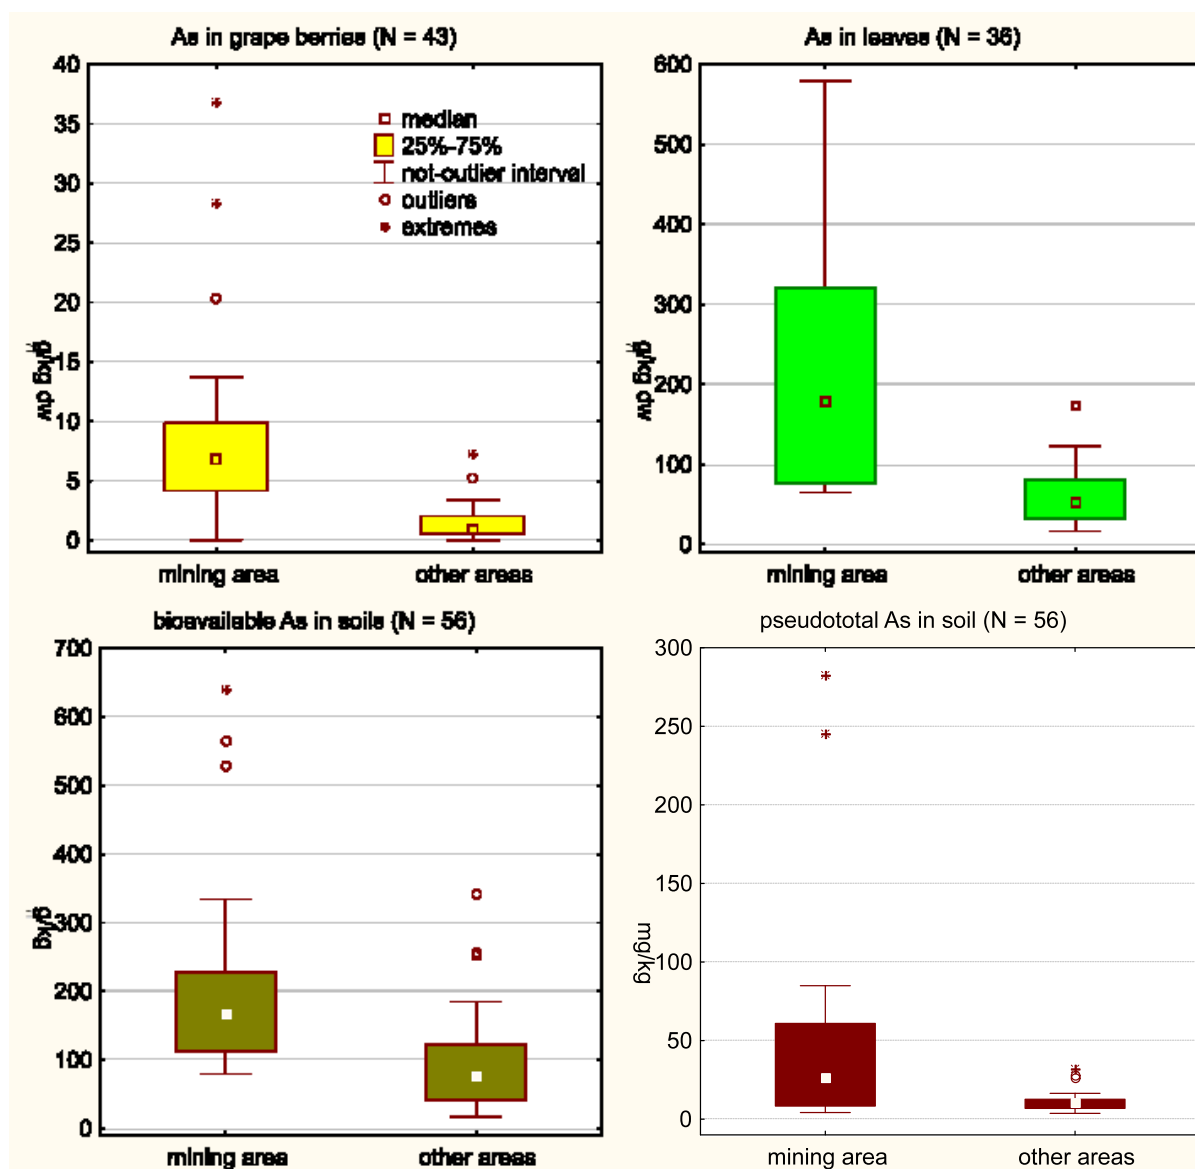 As in grape berries (N = 43)
40
35
30
25
20
15
10
5
0
µg/kg dw
median
25%-75%
not-outlier interval
outliers
extremes
mining area
other areas
As in leaves (N = 36)
600
500
400
300
200
100
0
µg/kg dw
mining area
other areas
bioavailable As in soils (N = 56)
700
600
500
400
300
200
100
0
µg/kg
mining area
other areas
pseudototal As in soil (N = 56)
300
250
200
150
100
50
0
mg/kg
mining area
other areas